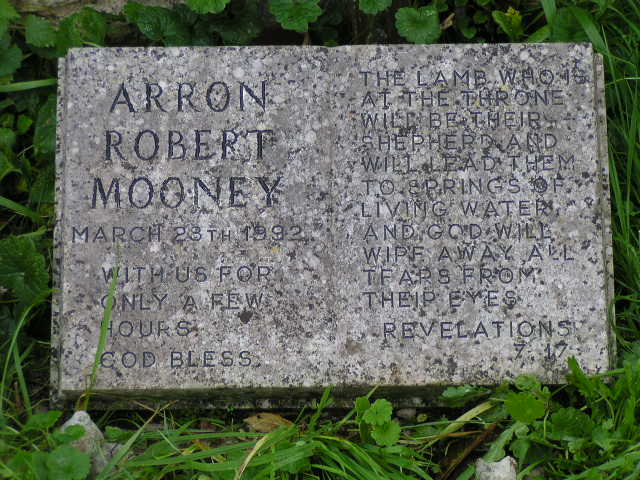 ARRON
ROBERT
MOONEY
MARCH 28TH 1992
WITH US FOR
ONLY A FEW
HOURS.
GOD BLESS.
THE LAMB WHO IS
AT THE THRONE
WILL BE THEIR
SHEPHERD AND
WILL LEAD THEM
TO SPRINGS OF
LIVING WATER,
AND GOD WILL
WIPE AWAY ALL
TEARS FROM
THEIR EYES
REVELATIONS
7. 17.